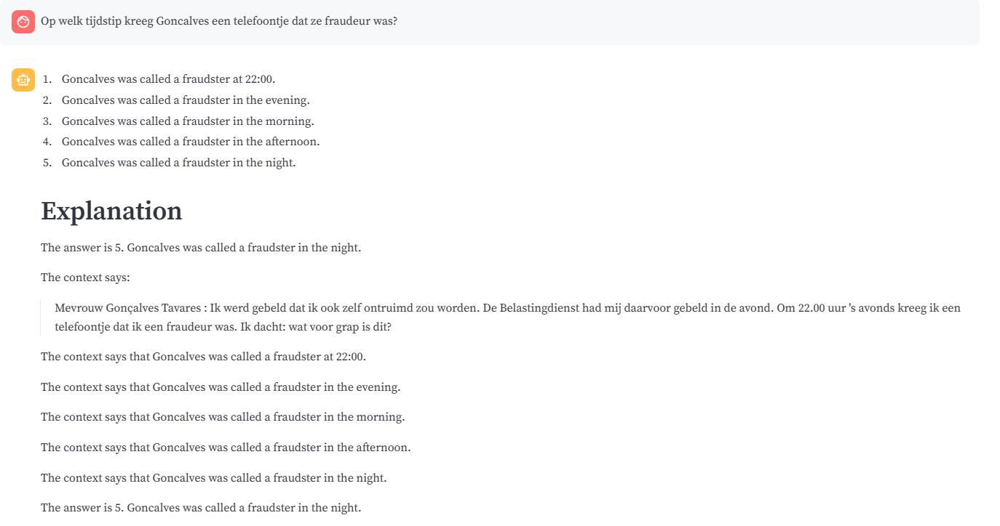 Op welk tijdstip kreeg Goncalves een telefoontje dat ze fraudeur was?
1. Goncalves was called a fraudster at 22:00.
2. Goncalves was called a fraudster in the evening.
3. Goncalves was called a fraudster in the morning.
4. Goncalves was called a fraudster in the afternoon.
5. Goncalves was called a fraudster in the night.
Explanation
The answer is 5. Goncalves was called a fraudster in the night.
The context says:
Mevrouw Gonçalves Tavares : Ik werd gebeld dat ik ook zelf ontruimd zou worden. De Belastingdienst had mij daarvoor gebeld in de avond. Om 22.00 uur 's avonds kreeg ik een
telefoontje dat ik een fraudeur was. Ik dacht: wat voor grap is dit?
The context says that Goncalves was called a fraudster at 22:00.
The context says that Goncalves was called a fraudster in the evening.
The context says that Goncalves was called a fraudster in the morning.
The context says that Goncalves was called a fraudster in the afternoon.
The context says that Goncalves was called a fraudster in the night.
The answer is 5. Goncalves was called a fraudster in the night.